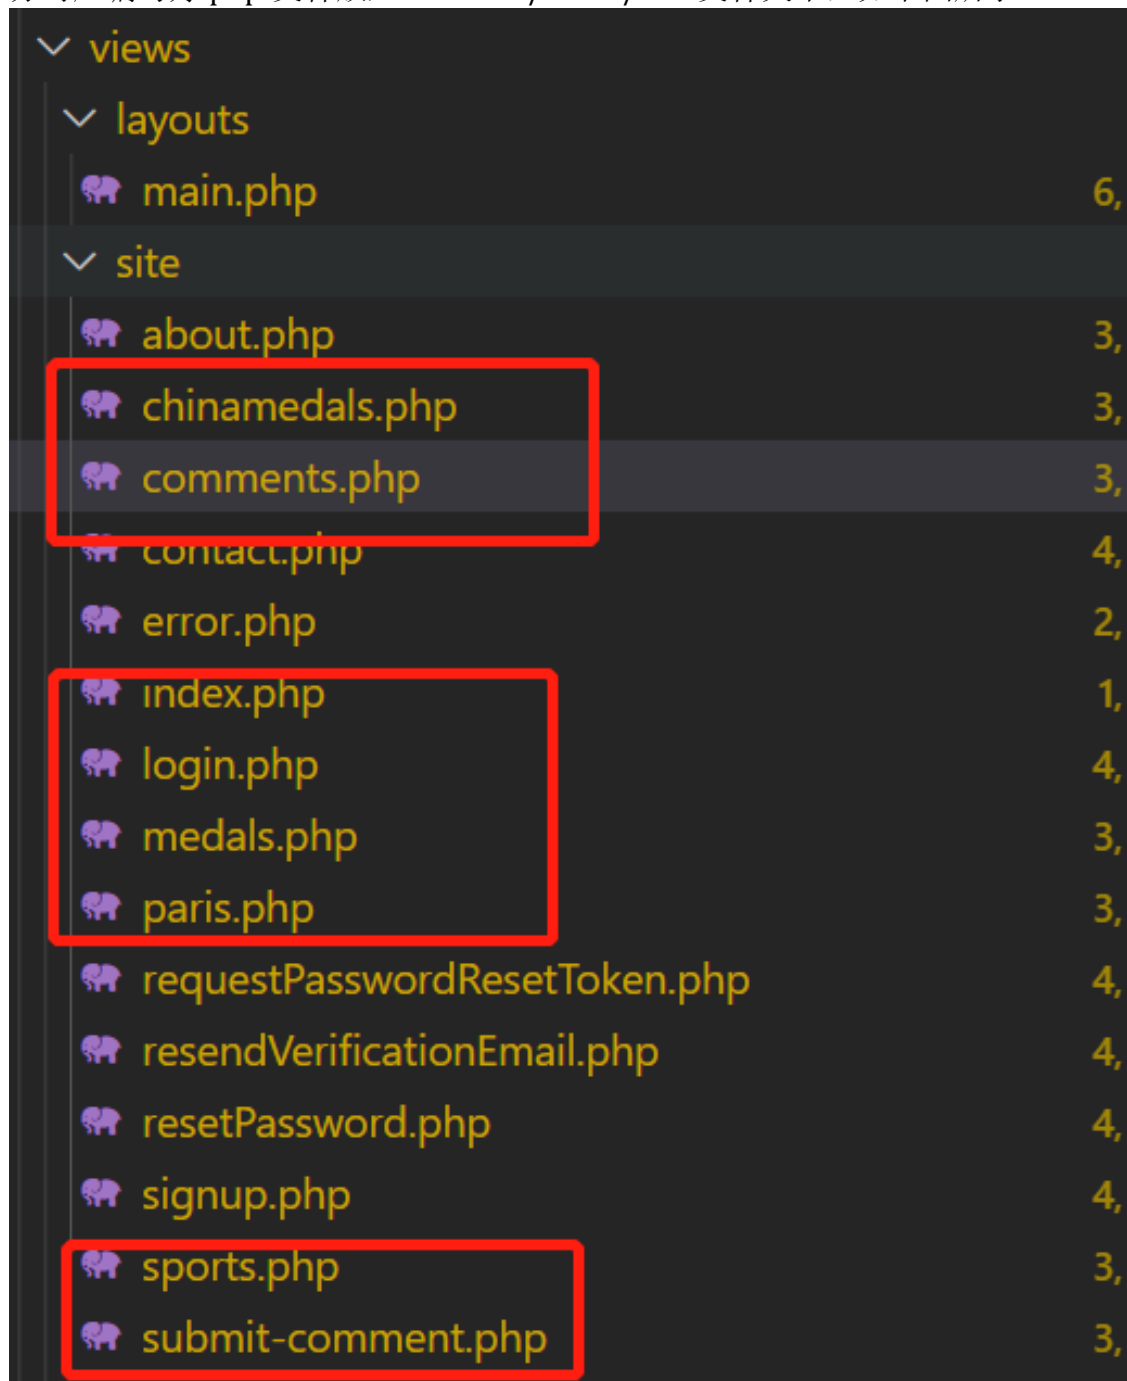 views
layouts
main.php 6,
site
about.php 3,
chinamedals.php 3,
comments.php 3,
contact.php 4,
error.php 2,
index.php 1,
login.php 4,
medals.php 3,
paris.php 3,
requestPasswordResetToken.php 4,
resendVerificationEmail.php 4,
resetPassword.php 4,
signup.php 4,
sports.php 3,
submit-comment.php 3,